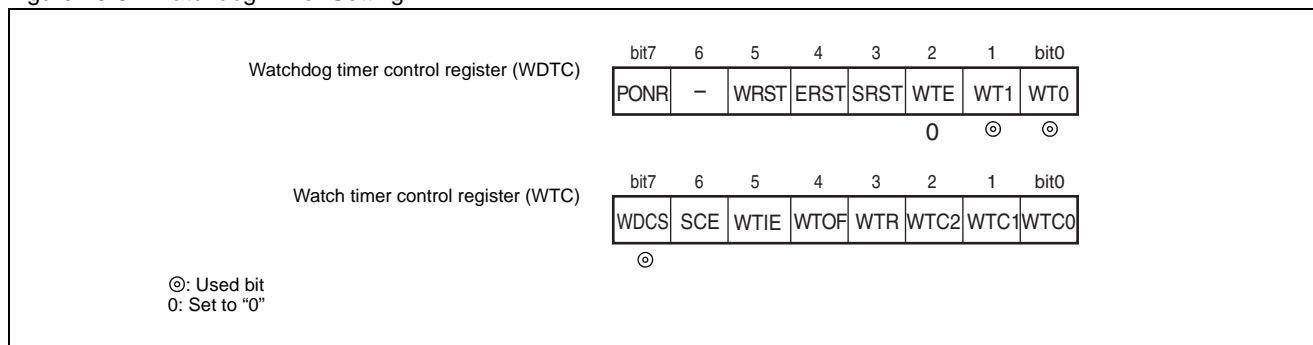 bit7 6 5 4 3 2 1 bit0
Watchdog timer control register (WDTC)
PONR – WRST ERST SRST WTE WT1 WT0
0 ◎ ◎
bit7 6 5 4 3 2 1 bit0
Watch timer control register (WTC)
WDCS SCE WTIE WTOF WTR WTC2 WTC1 WTC0
◎
◎: Used bit
0: Set to “0”